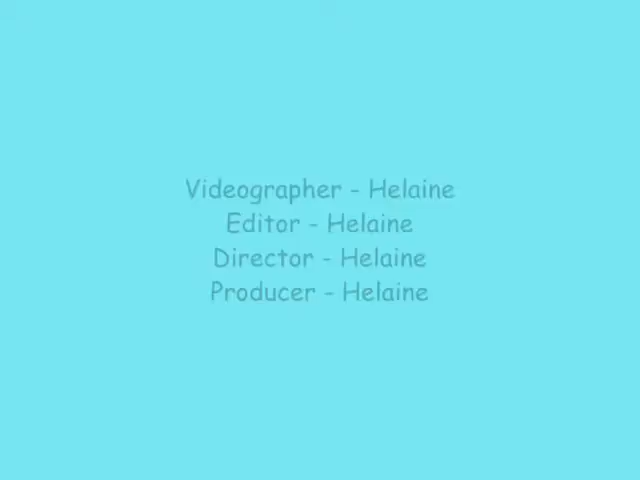 Videographer - Helaine
Editor - Helaine
Director - Helaine
Producer - Helaine